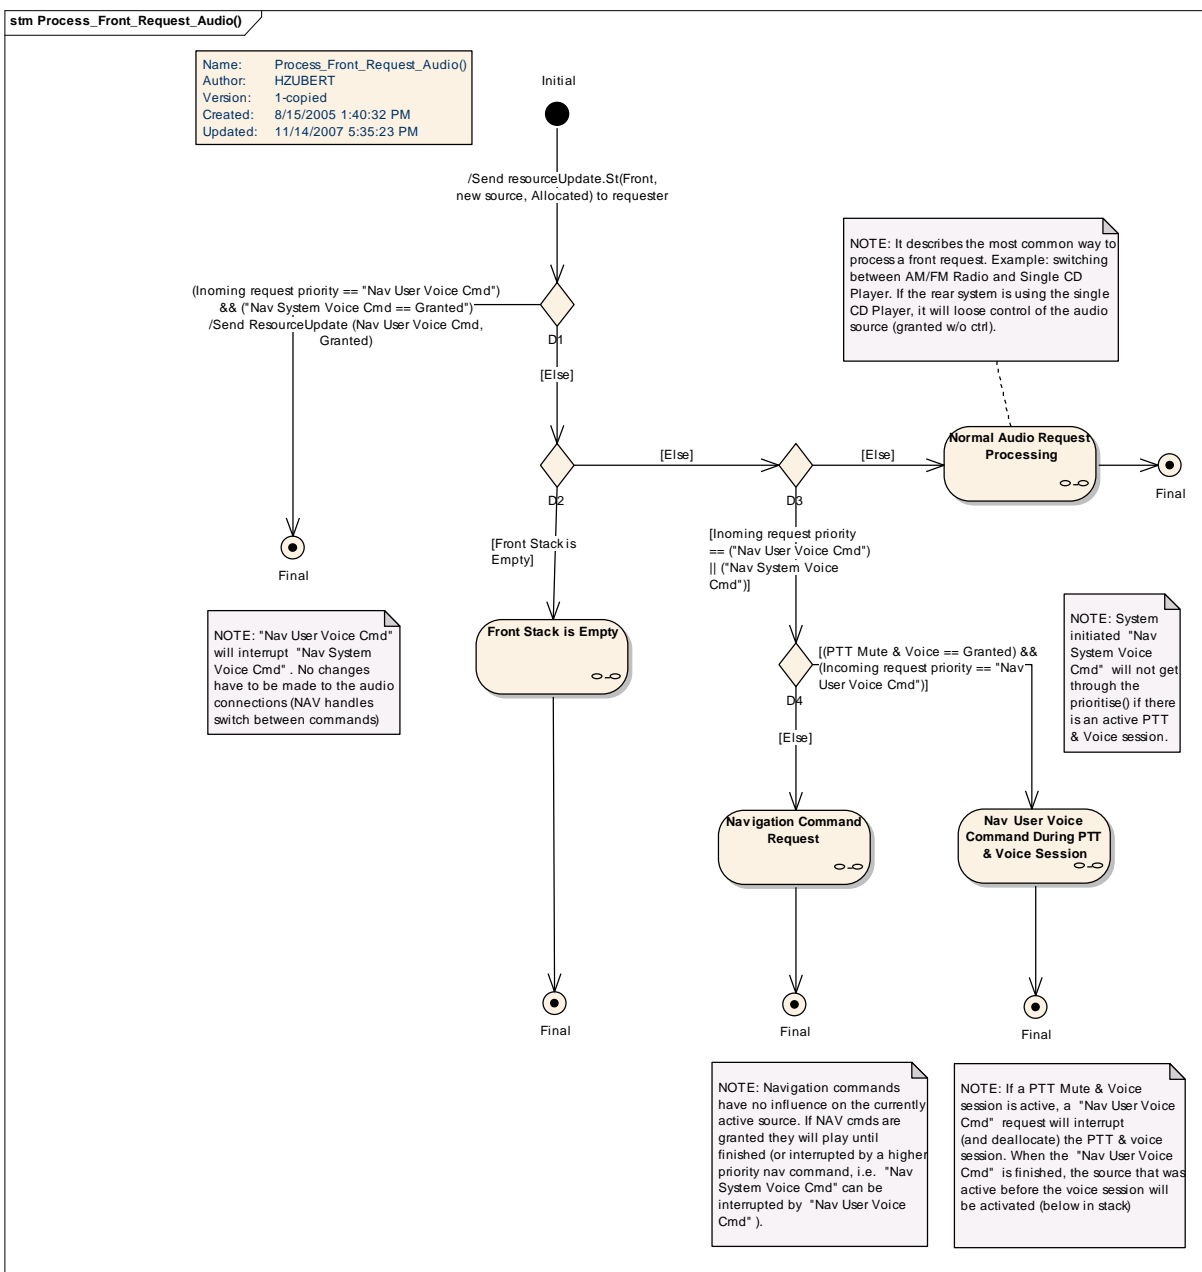 stm Process_Front_Request_Audio()
Name: Process_Front_Request_Audio()
Author: HZUBERT
Version: 1-copied
Created: 8/15/2005 1:40:32 PM
Updated: 11/14/2007 5:35:23 PM
Initial
/Send resourceUpdate.St(Front,
new source, Allocated) to requester
NOTE: It describes the most common way to
process a front request. Example: switching
between AM/FM Radio and Single CD
Player. If the rear system is using the single
CD Player, it will loose control of the audio
source (granted w/o ctrl).
(Inoming request priority == "Nav User Voice Cmd")
&& ("Nav System Voice Cmd == Granted")
/Send ResourceUpdate (Nav User Voice Cmd,
Granted)
D1
[Else]
D2
[Else]
D3
[Else]
Normal Audio Request
Processing
Final
[Front Stack is
Empty]
[Inoming request priority
== ("Nav User Voice Cmd")
|| ("Nav System Voice
Cmd")]
Final
NOTE: "Nav User Voice Cmd"
will interrupt "Nav System
Voice Cmd" . No changes
have to be made to the audio
connections (NAV handles
switch between commands)
Front Stack is Empty
[(PTT Mute & Voice == Granted) &&
(Incoming request priority == "Nav
User Voice Cmd")]
D4
[Else]
NOTE: System
initiated "Nav
System Voice
Cmd" will not get
through the
prioritise() if there
is an active PTT
& Voice session.
Navigation Command
Request
Nav User Voice
Command During PTT
& Voice Session
Final
Final
Final
NOTE: Navigation commands
have no influence on the currently
active source. If NAV cmds are
granted they will play until
finished (or interrupted by a higher
priority nav command, i.e. "Nav
System Voice Cmd" can be
interrupted by "Nav User Voice
Cmd" ).
NOTE: If a PTT Mute & Voice
session is active, a "Nav User Voice
Cmd" request will interrupt
(and deallocate) the PTT & voice
session. When the "Nav User Voice
Cmd" is finished, the source that was
active before the voice session will
be activated (below in stack)